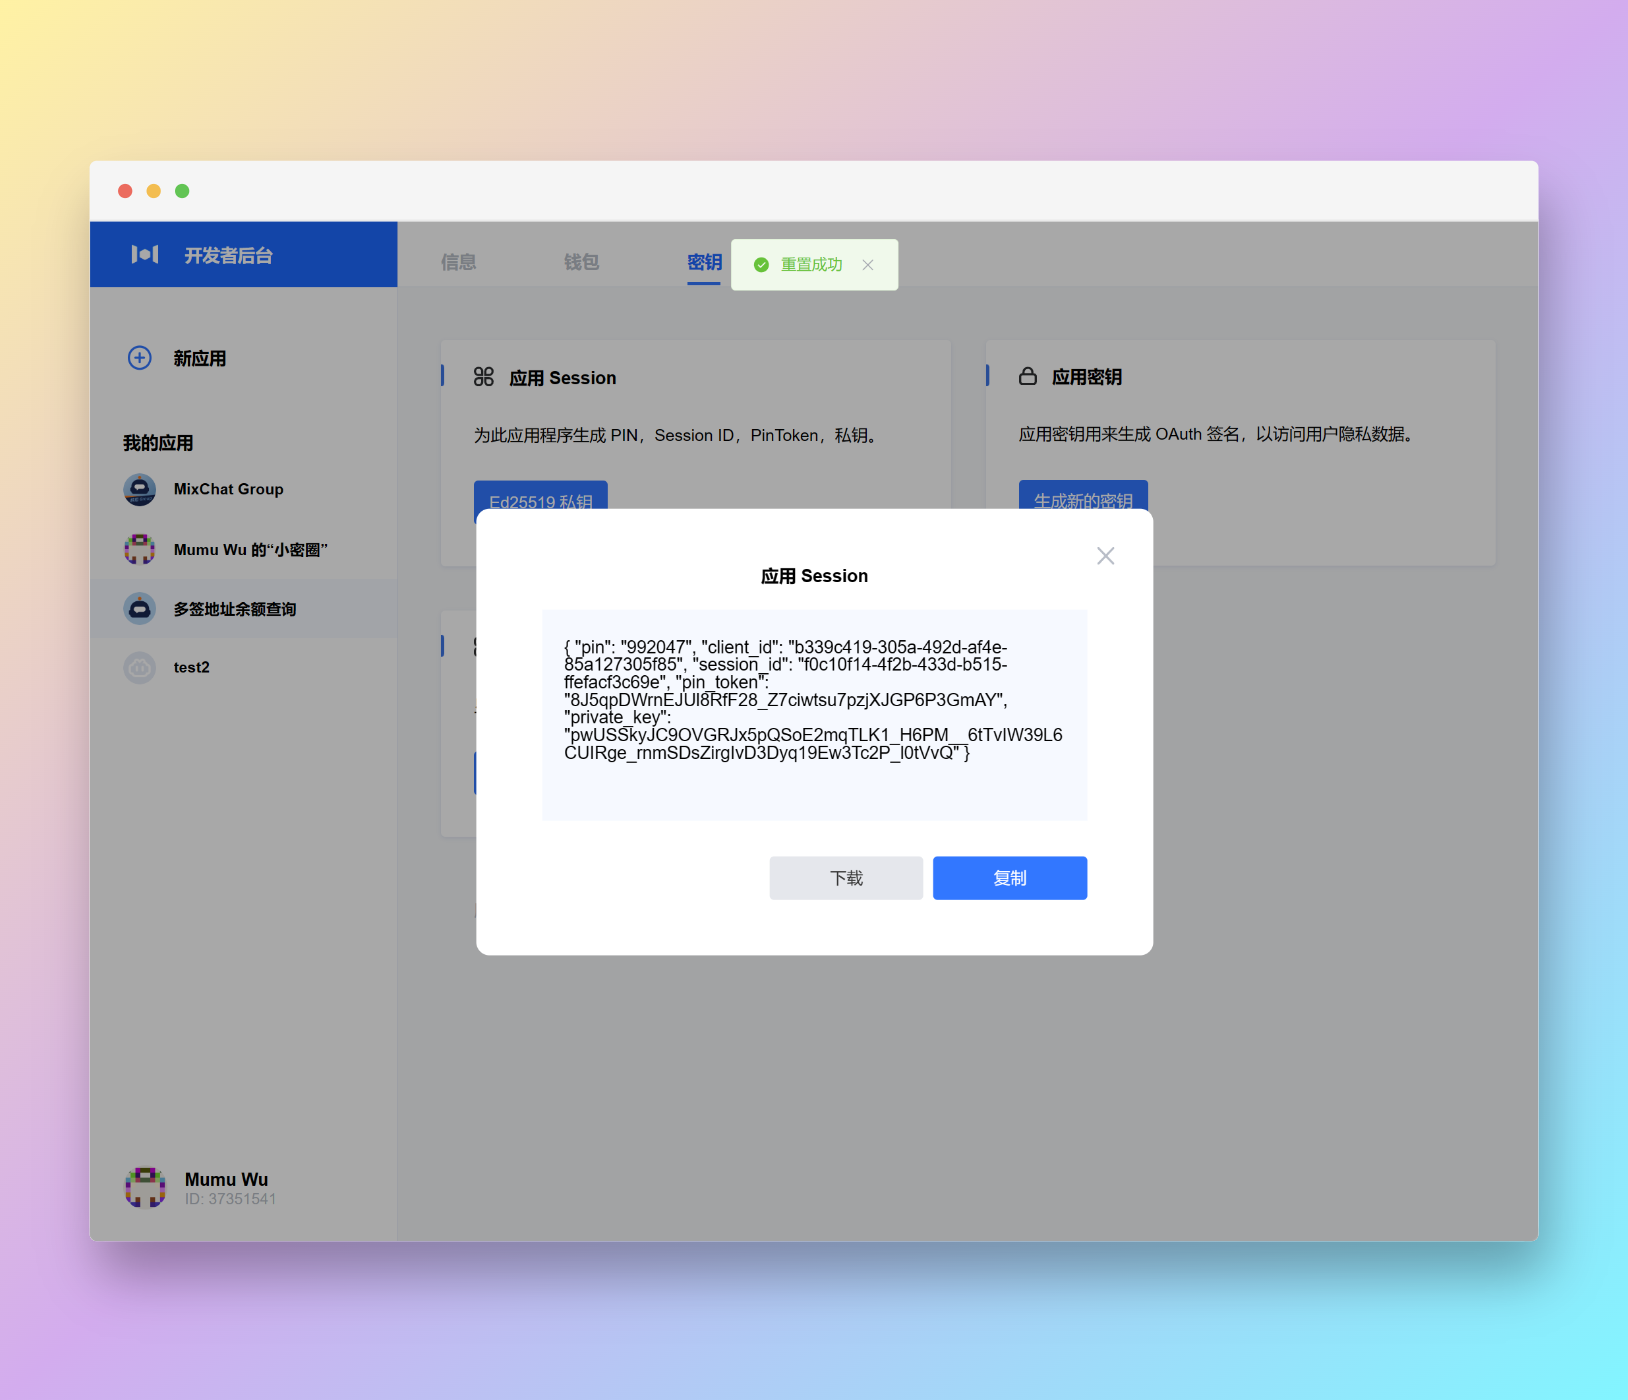 开发者后台
信息
钱包
密钥
重置成功
新应用
我的应用
MixChat Group
Mumu Wu 的“小密圈”
多签地址余额查询
test2
应用 Session
为此应用程序生成 PIN，Session ID，PinToken，私钥。
Ed25519 私钥
应用密钥
应用密钥用来生成 OAuth 签名，以访问用户隐私数据。
生成新的密钥
应用 Session
{ "pin": "992047", "client_id": "b339c419-305a-492d-af4e-
85a127305f85", "session_id": "f0c10f14-4f2b-433d-b515-
ffefacf3c69e", "pin_token":
"8J5qpDWrnEJUl8RfF28_Z7ciwtsu7pzjXJGP6P3GmAY",
"private_key":
"pwUSSkyJC9OVGRJx5pQSoE2mqTLK1_H6PM__6tTvIW39L6
CUIRge_rnmSDsZirgIvD3Dyq19Ew3Tc2P_l0tVvQ" }
下载
复制
Mumu Wu
ID: 37351541